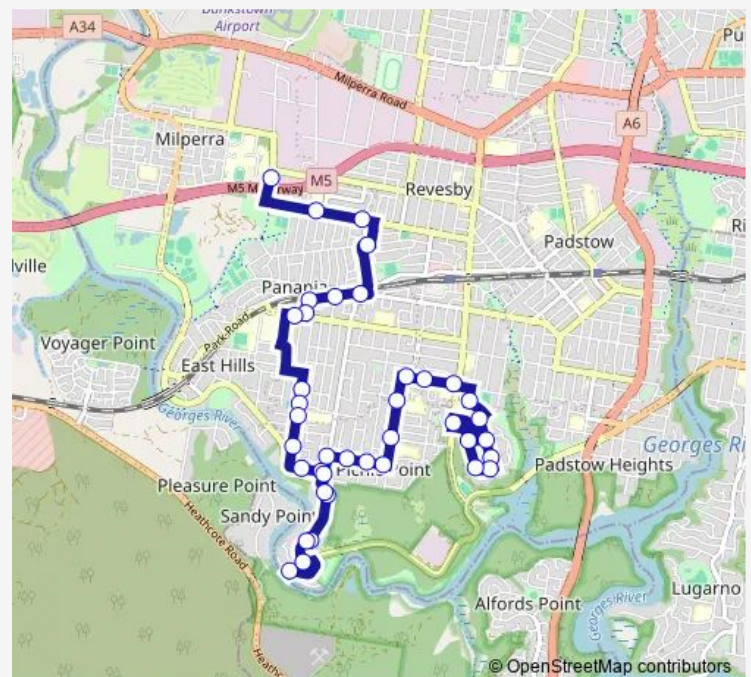 Bankstown
Airport
A34
Pu
Milperra Road
A6
Milperra
M5
M5 M
rway
Revesby
Ri
Padstow
lville
Panania
Park Road
Voyager Point
East Hills
Georges River
Georges Ri
Picnic Point
Padstow Heights
Pleasure Point
Sandy Point
Heathcote Road
Alfords Point
Lugarno
Georges River
Heathc
© OpenStreetMap contributors